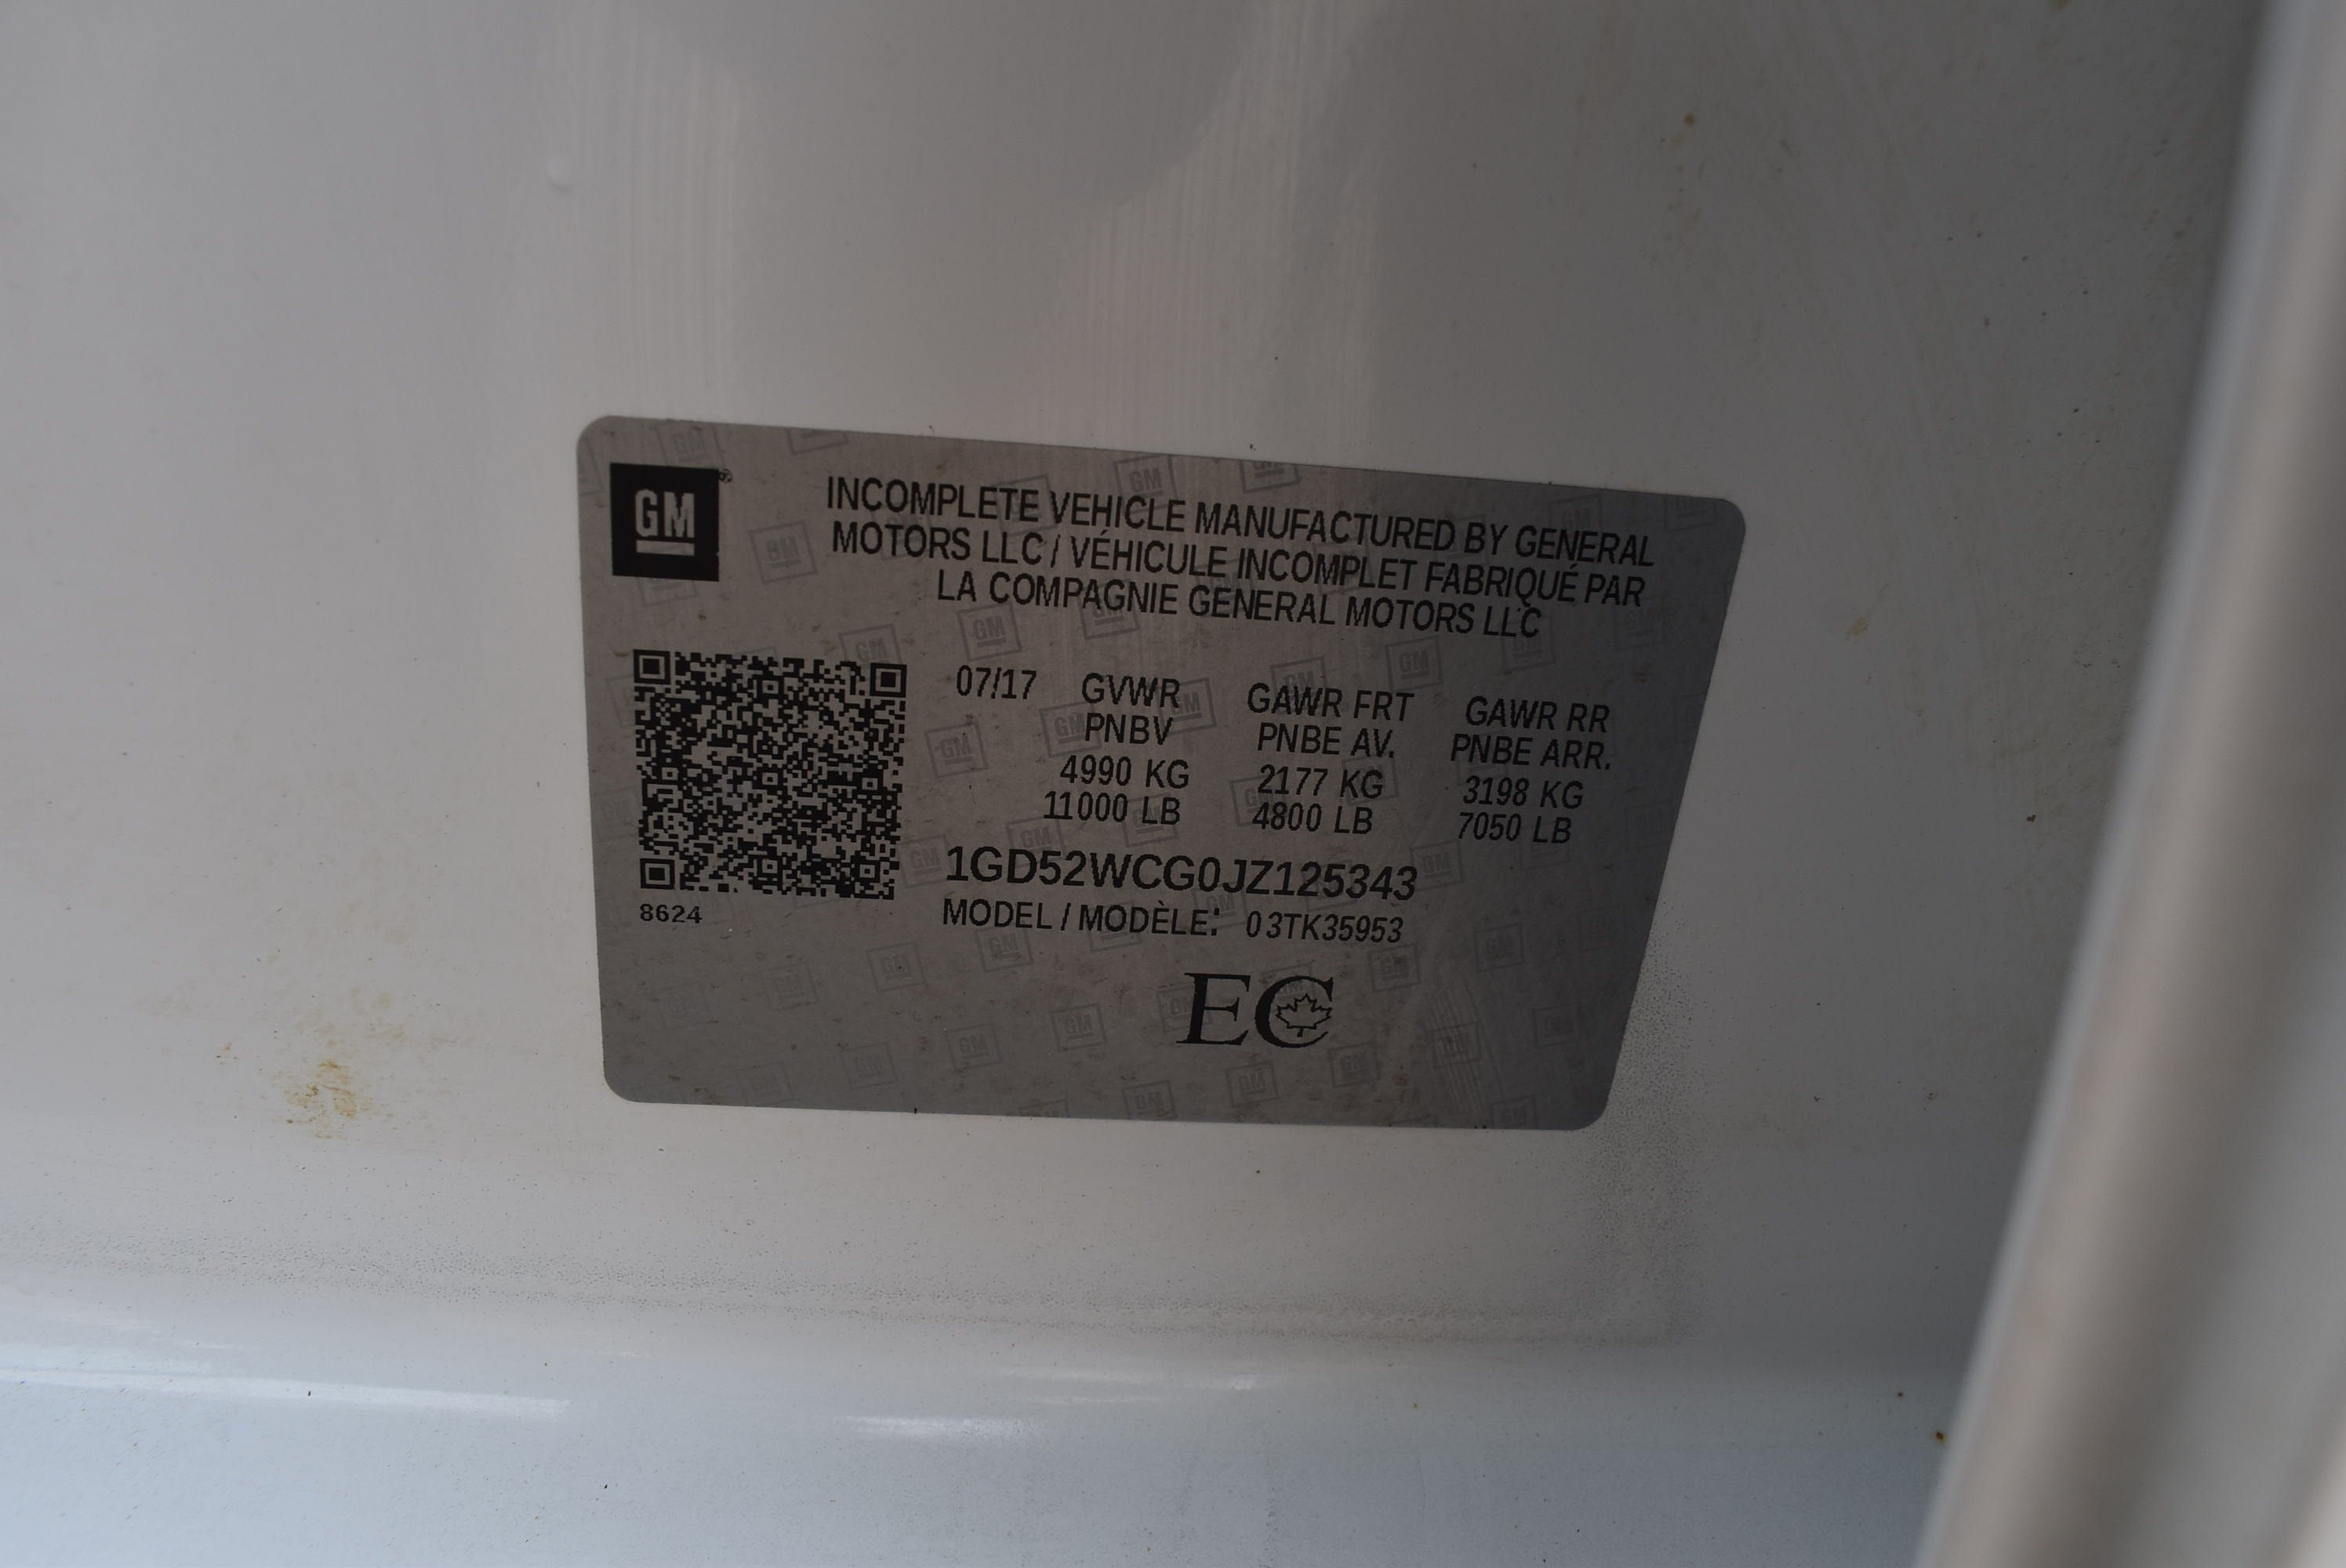 GM
INCOMPLETE VEHICLE MANUFACTURED BY GENERAL
MOTORS LLC / VÉHICULE INCOMPLET FABRIQUÉ PAR
LA COMPAGNIE GENERAL MOTORS LLC
07/17 GVWR GAWR FRT GAWR RR
PNBV PNBE AV. PNBE ARR.
4990 KG 2177 KG 3198 KG
11000 LB 4800 LB 7050 LB
1GD52WCG0JZ125343
8624
MODEL / MODÈLE: 03TK35953
EC